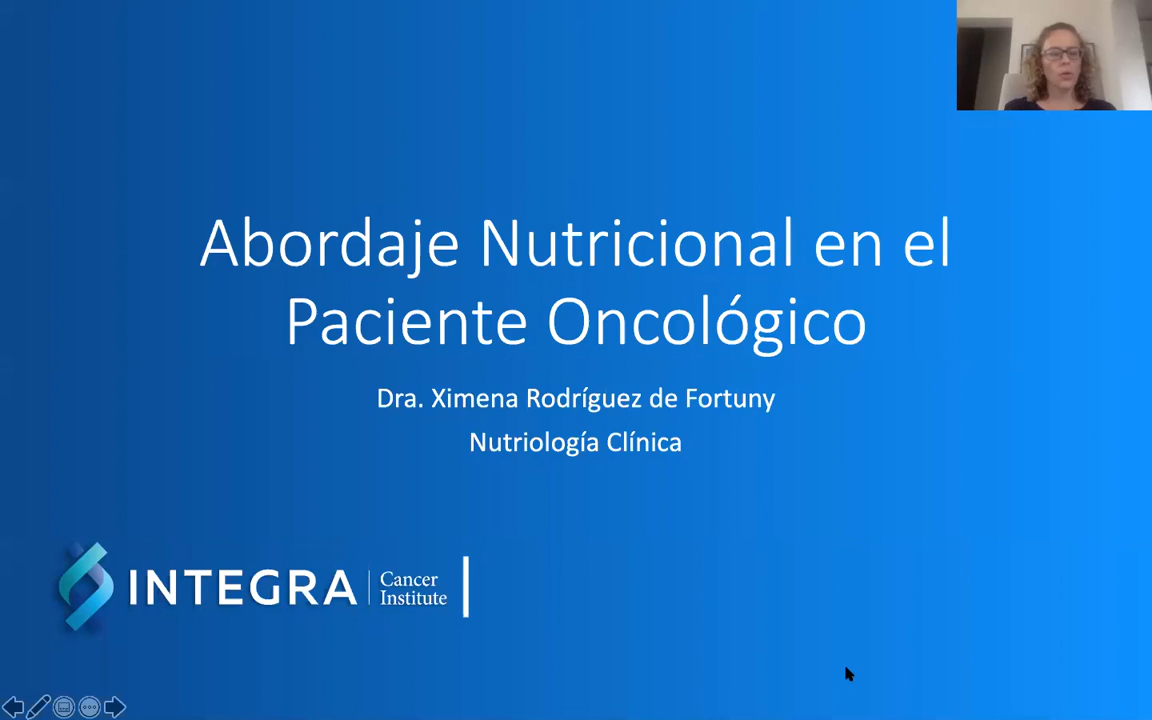 Abordaje Nutricional en el
Paciente Oncológico
Dra. Ximena Rodríguez de Fortuny
Nutriología Clínica
INTEGRA
Cancer
Institute